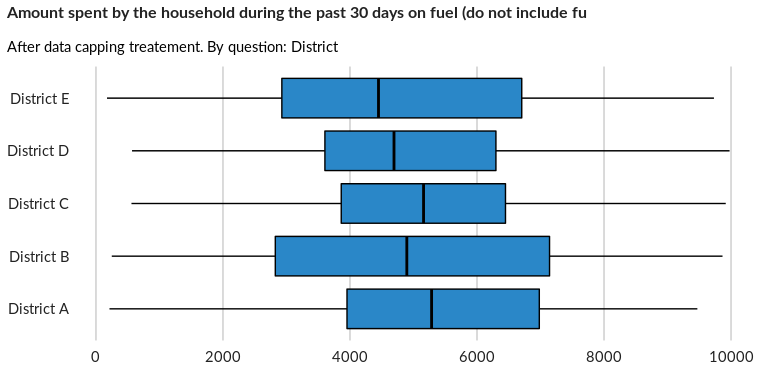 Amount spent by the household during the past 30 days on fuel (do not include fu
After data capping treatement. By question: District
District E
District D
District C
District B
District A
0 2000 4000 6000 8000 10000